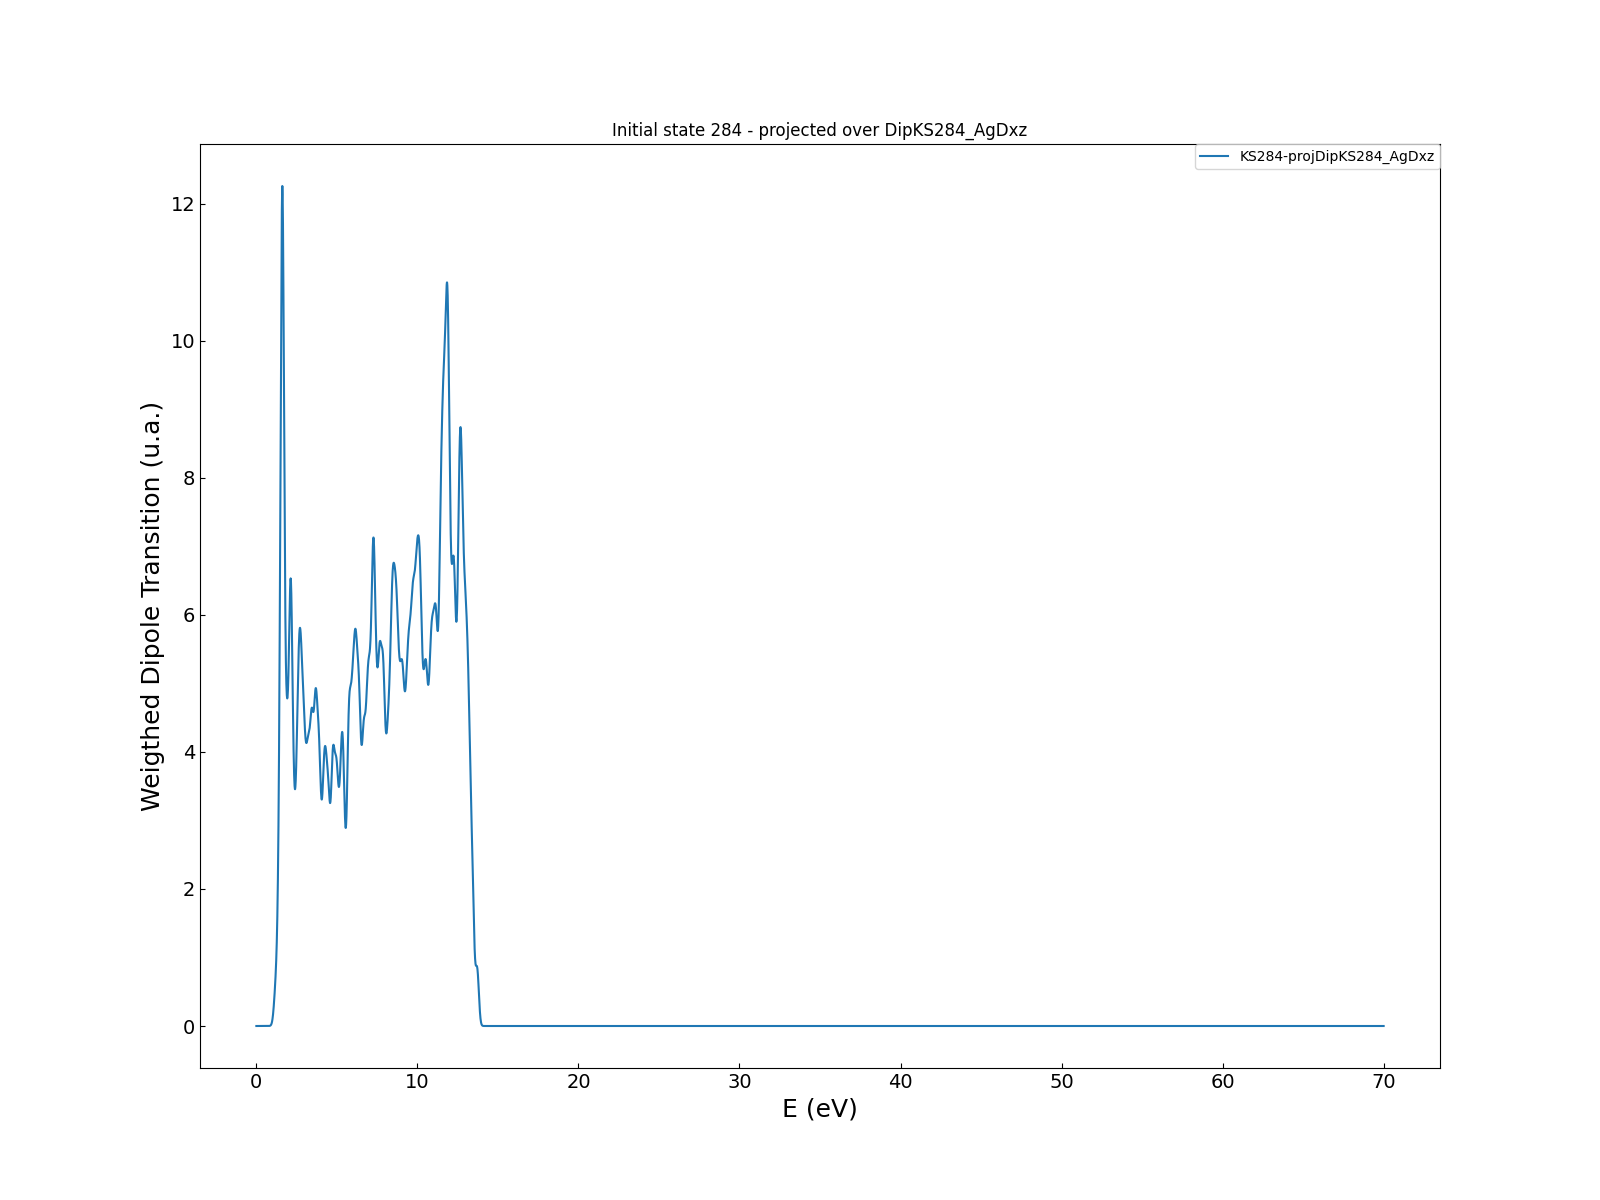 Initial state 284 - projected over DipKS284_AgDxz
KS284-projDipKS284_AgDxz
Weigthed Dipole Transition (u.a.)
12
10
8
6
4
2
0
0 10 20 30 40 50 60 70
E (eV)